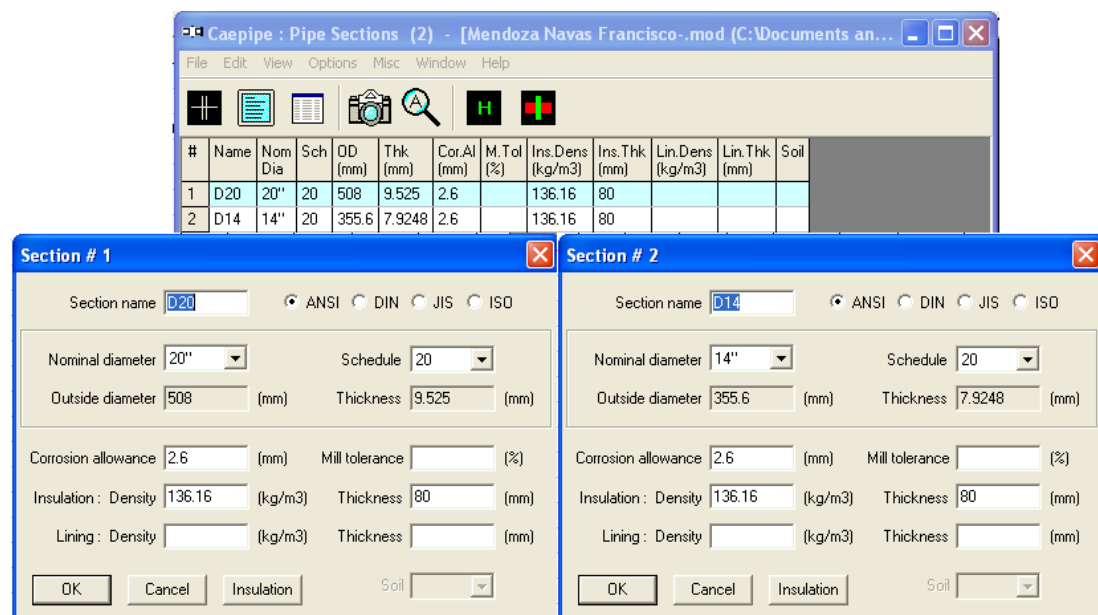 Caepipe : Pipe Sections (2) - [Mendoza Navas Francisco-.mod (C:\Documents an...
File Edit View Options Misc Window Help
# Name Nom Dia Sch OD (mm) Thk (mm) Cor.Al (mm) M.Tol (%) Ins.Dens (kg/m3) Ins.Thk (mm) Lin.Dens (kg/m3) Lin.Thk (mm) Soil
1 D20 20" 20 508 9.525 2.6 136.16 80
2 D14 14" 20 355.6 7.9248 2.6 136.16 80
Section # 1
Section name D20 ANSI DIN JIS ISO
Nominal diameter 20" Schedule 20
Outside diameter 508 (mm) Thickness 9.525 (mm)
Corrosion allowance 2.6 (mm) Mill tolerance (%)
Insulation : Density 136.16 (kg/m3) Thickness 80 (mm)
Lining : Density (kg/m3) Thickness (mm)
OK Cancel Insulation Soil
Section # 2
Section name D14 ANSI DIN JIS ISO
Nominal diameter 14" Schedule 20
Outside diameter 355.6 (mm) Thickness 7.9248 (mm)
Corrosion allowance 2.6 (mm) Mill tolerance (%)
Insulation : Density 136.16 (kg/m3) Thickness 80 (mm)
Lining : Density (kg/m3) Thickness (mm)
OK Cancel Insulation Soil